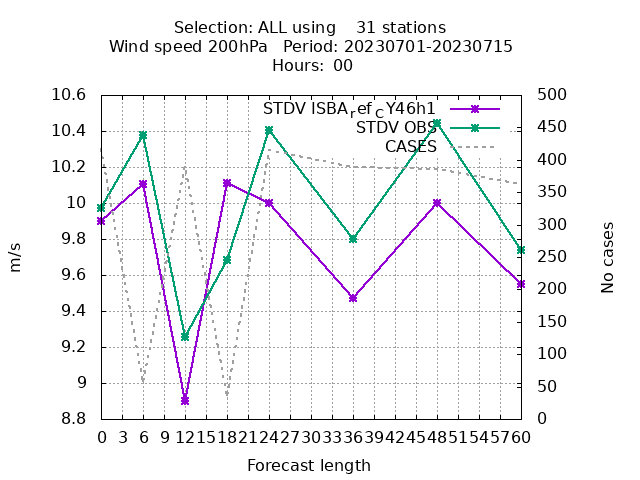 Selection: ALL using    31 stations
Wind speed 200hPa   Period: 20230701-20230715
Hours:  00
STDV ISBA_ref_CY46h1
STDV OBS
CASES
10.6
10.4
10.2
10
9.8
9.6
9.4
9.2
9
8.8
m/s
500
450
400
350
300
250
200
150
100
50
0
No cases
0 3 6 9 12 15 18 21 24 27 30 33 36 39 42 45 48 51 54 57 60
Forecast length